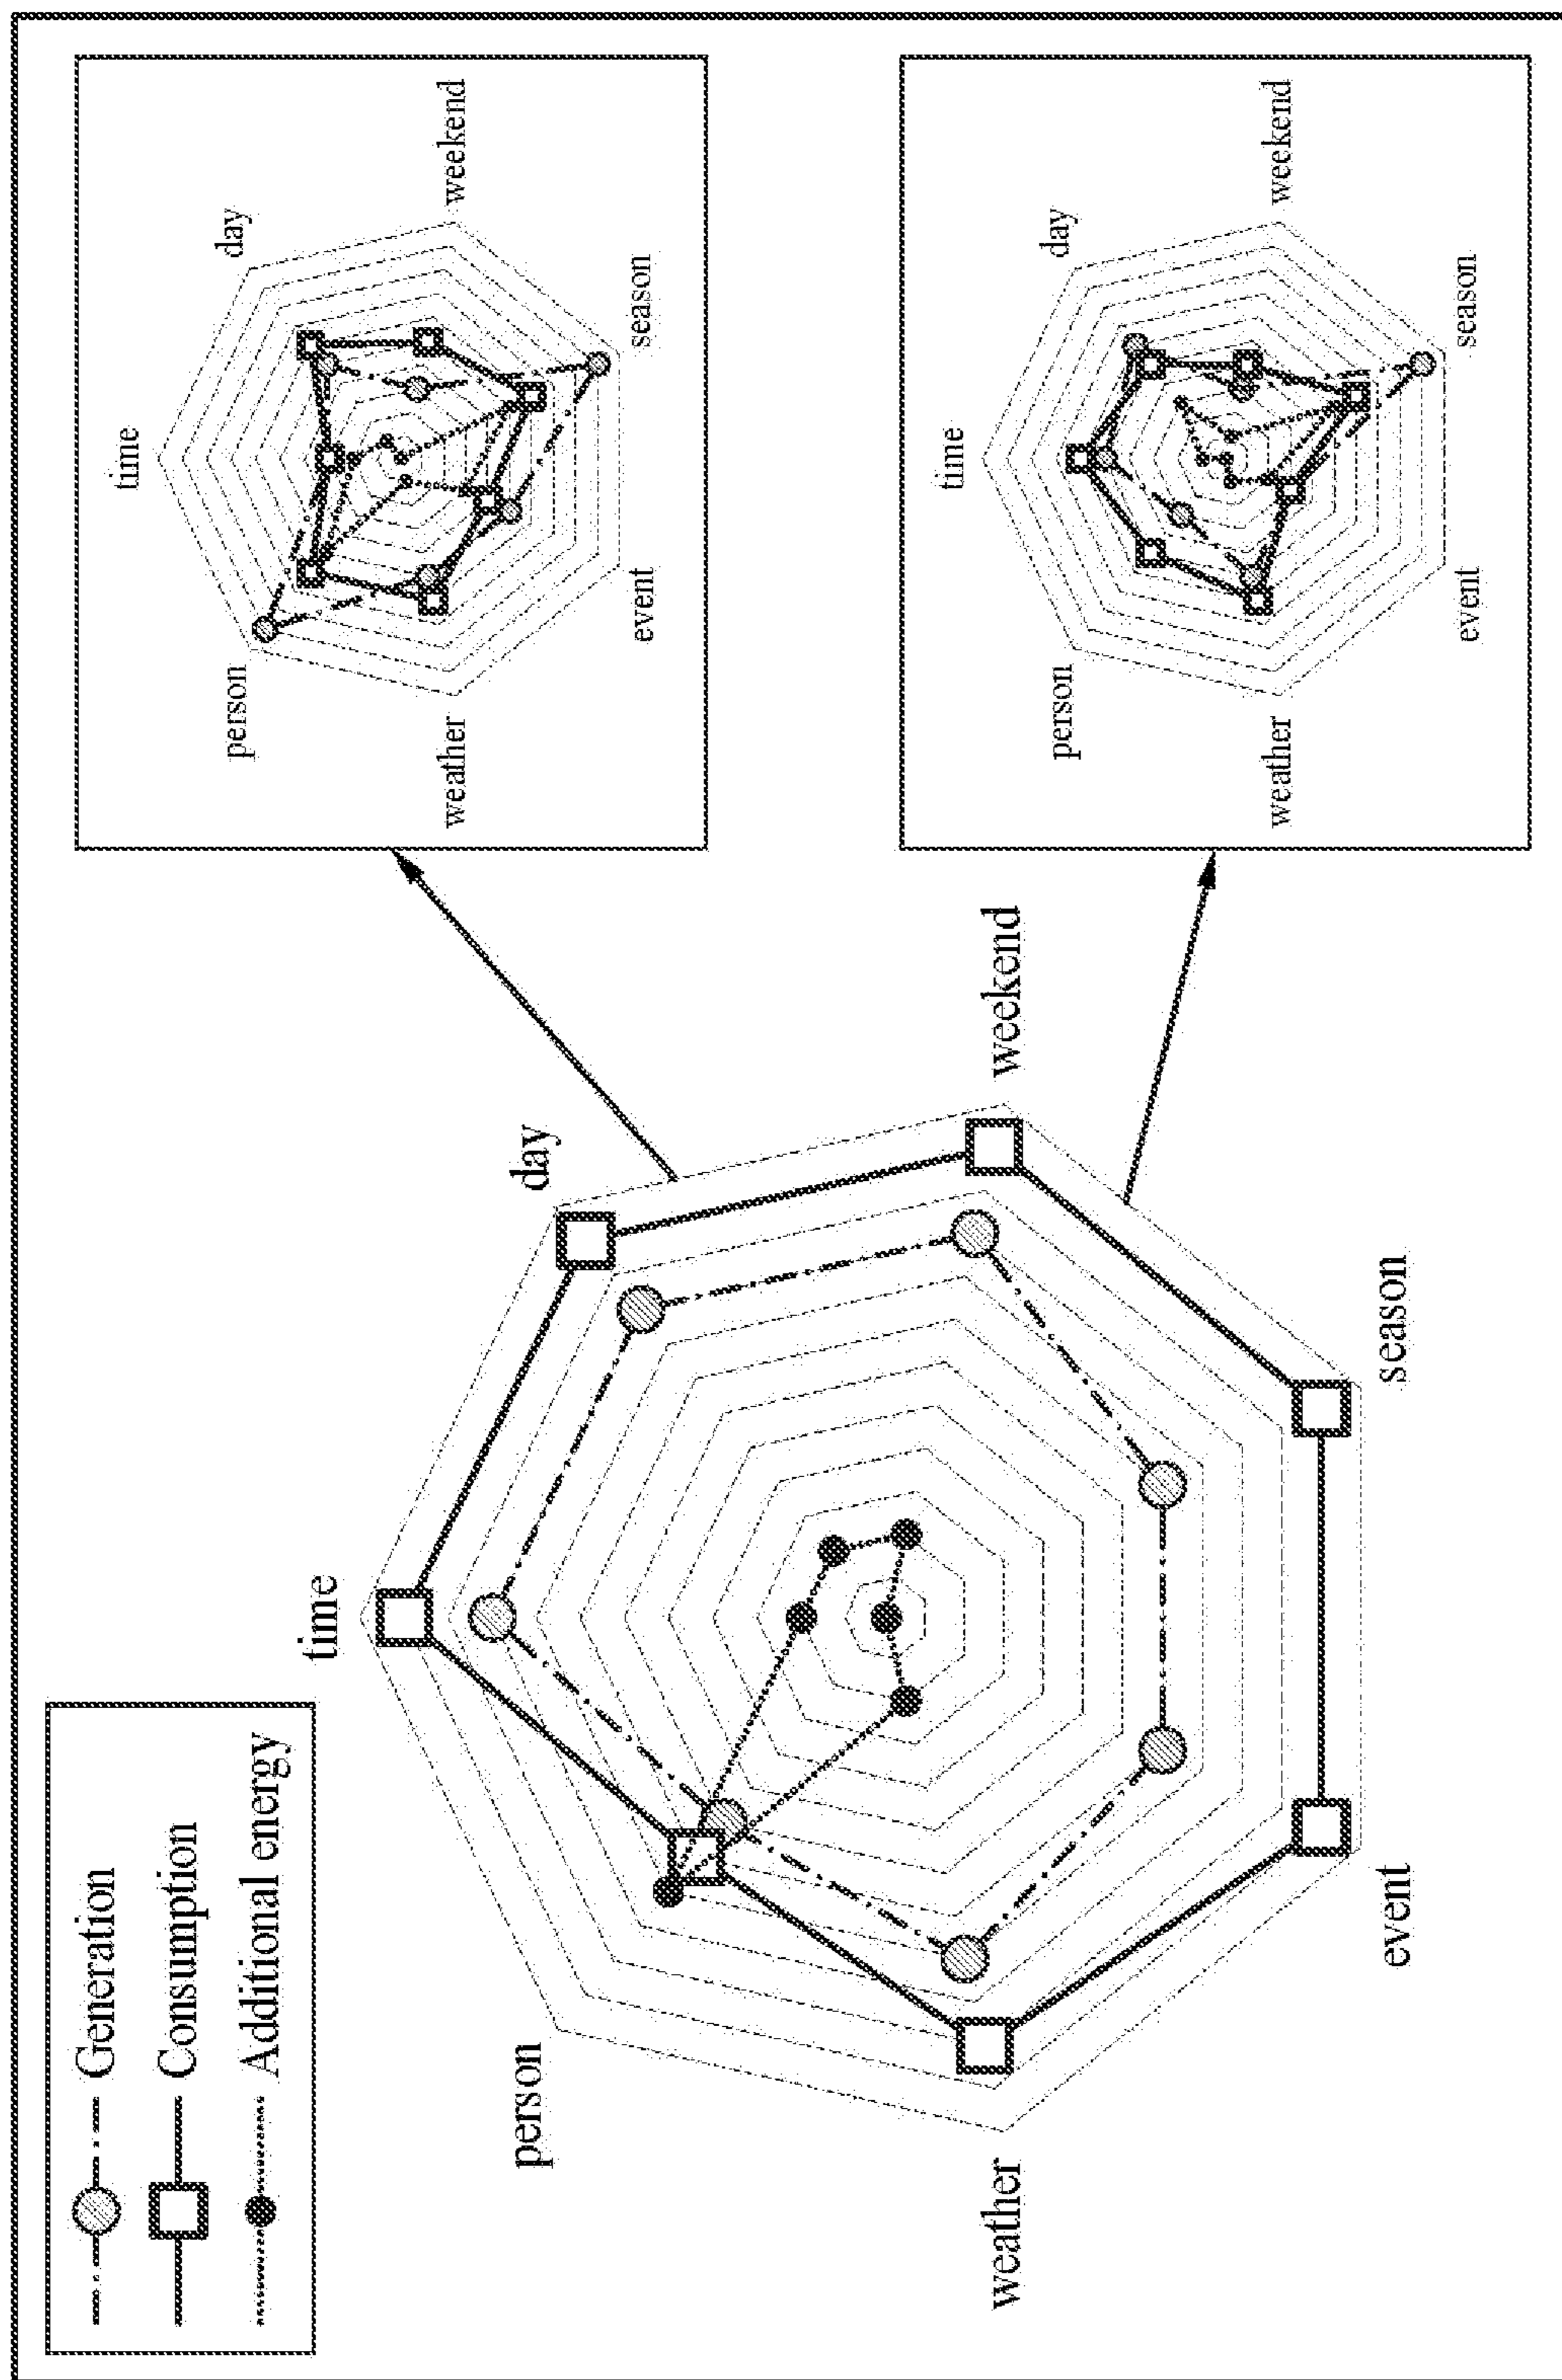 Generation
Consumption
Additional energy
time
day
weekend
season
event
weather
person
time
day
weekend
season
event
weather
person
time
day
weekend
season
event
weather
person